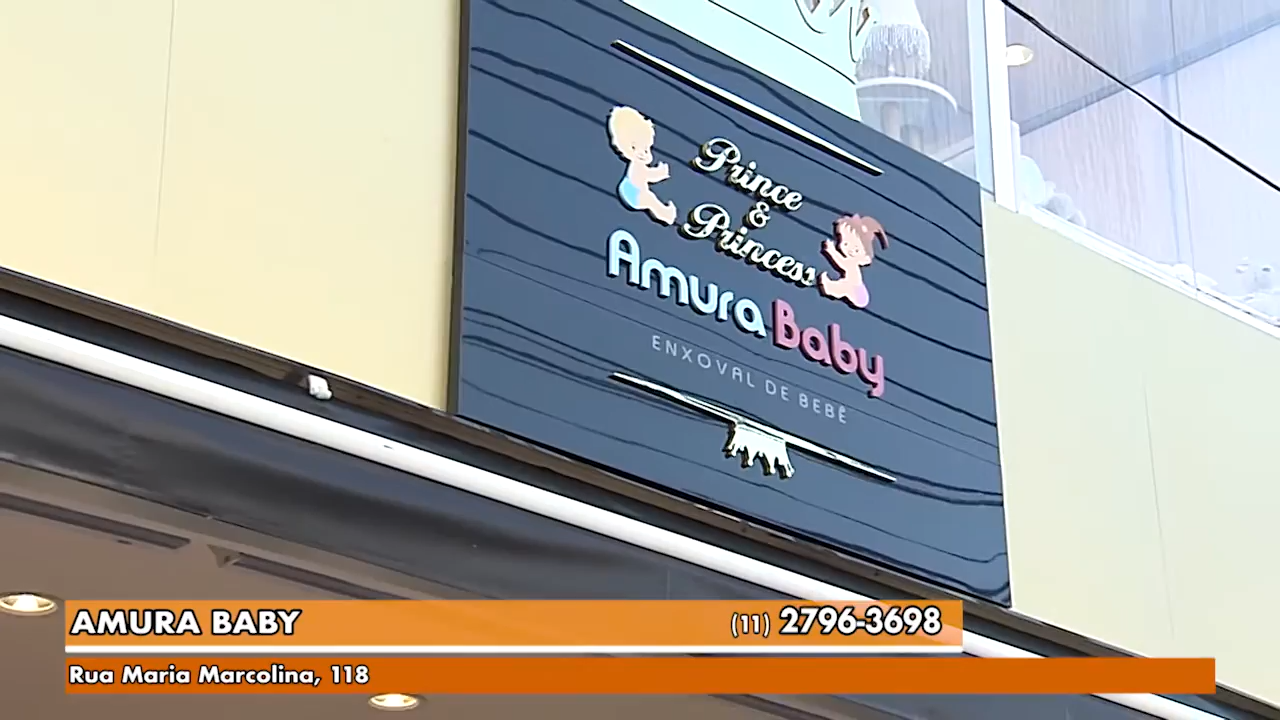 Prince
&
Princess
Amura Baby
ENXOVAL DE BEBÊ
AMURA BABY
(11) 2796-3698
Rua Maria Marcolina, 118